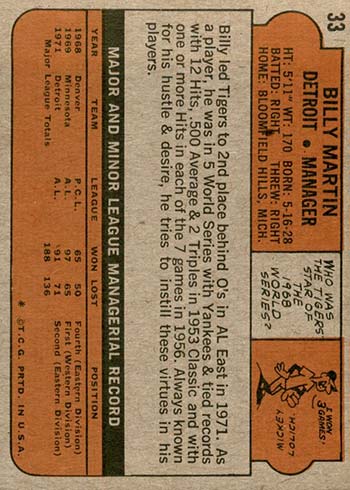 33
BILLY MARTIN
DETROIT • MANAGER
HT: 5'11" WT: 170 BORN: 5-16-28
BATTED: RIGHT THREW: RIGHT
HOME: BLOOMFIELD HILLS, MICH.
WHO WAS
THE TIGERS'
STAR OF
THE
1968
WORLD
SERIES?
I WON
3 GAMES!
MICKEY
LOLICH
Billy led Tigers to 2nd place behind O's in AL East in 1971. As
a player, he was in 5 World Series with Yankees & tied records
with 12 Hits, .500 Average & 2 Triples in 1953 Classic and with
one or more Hits in each of the 7 games in 1956. Always known
for his hustle & desire, he tries to instill these virtues in his
players.
MAJOR AND MINOR LEAGUE MANAGERIAL RECORD
YEAR TEAM LEAGUE WON LOST POSITION
1968 Denver P.C.L. 65 50 Fourth (Eastern Division)
1969 Minnesota A.L. 97 65 First (Western Division)
1971 Detroit A.L. 91 71 Second (Eastern Division)
Major League Totals 188 136
* © T.C.G. PRTD. IN U.S.A.